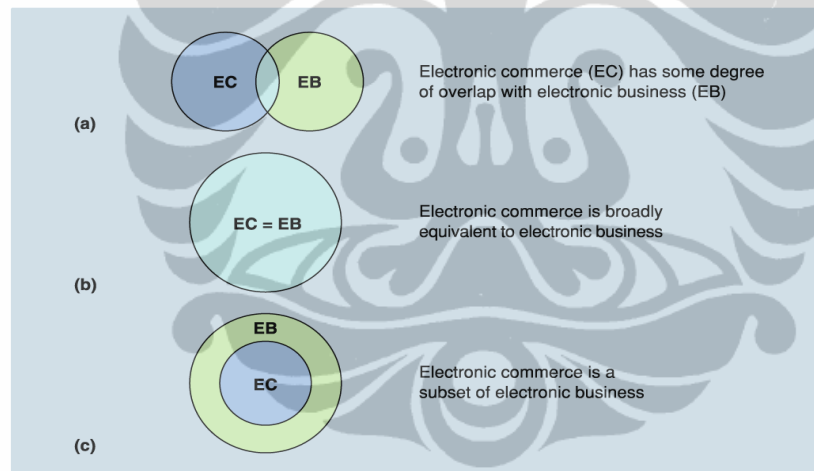 EC EB
Electronic commerce (EC) has some degree
of overlap with electronic business (EB)
(a)
EC = EB
Electronic commerce is broadly
equivalent to electronic business
(b)
EB
EC
Electronic commerce is a
subset of electronic business
(c)